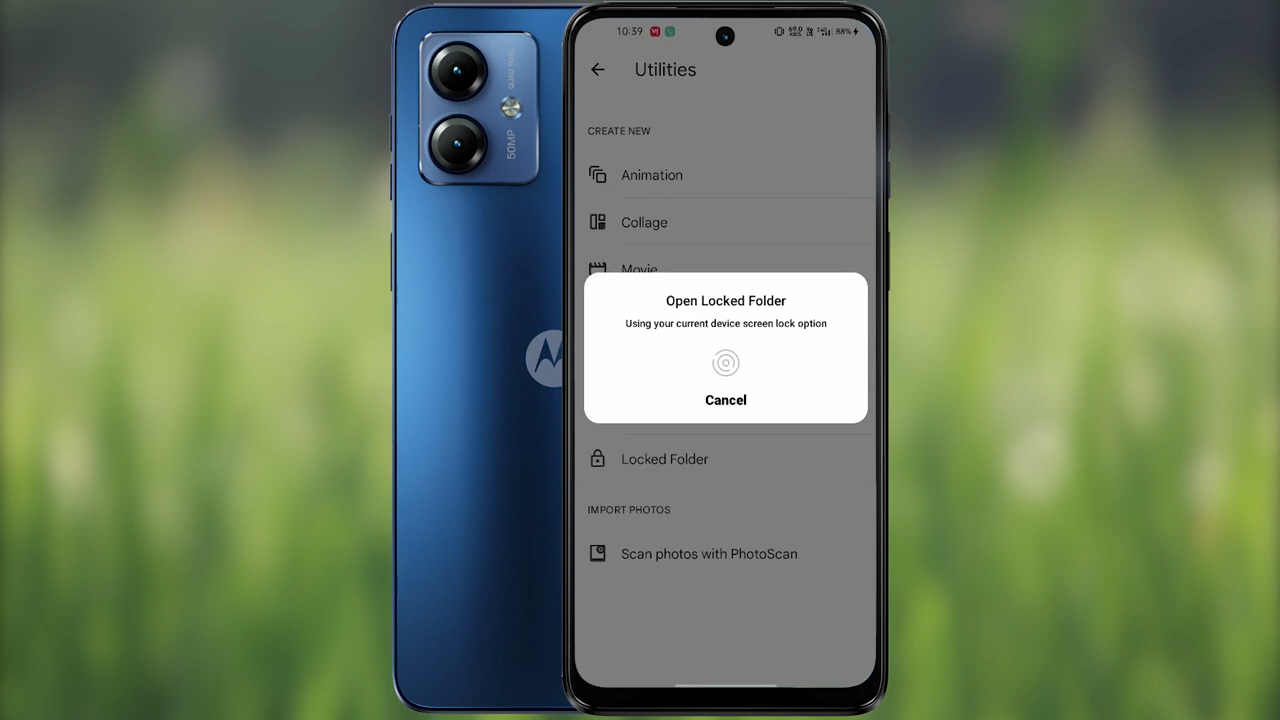 QUAD PIXEL
50MP
10:39
88%
Utilities
CREATE NEW
Animation
Collage
Movie
Open Locked Folder
Using your current device screen lock option
Cancel
Locked Folder
IMPORT PHOTOS
Scan photos with PhotoScan